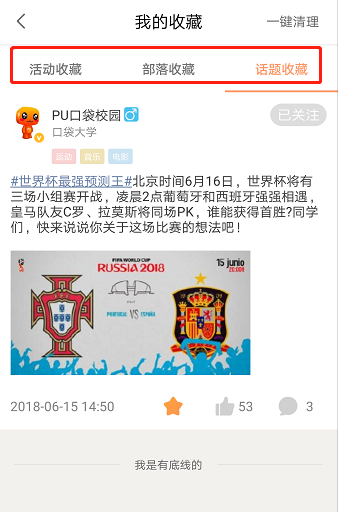 我的收藏
一键清理
活动收藏
部落收藏
话题收藏
PU口袋校园
已关注
口袋大学
运动
音乐
电影
#世界杯最强预测王#北京时间6月16日，世界杯将有
三场小组赛开战，凌晨2点葡萄牙和西班牙强强相遇，
皇马队友C罗、拉莫斯将同场PK，谁能获得首胜?同学
们，快来说说你关于这场比赛的想法吧！
FIFA WORLD CUP
RUSSIA 2018
15 junio
20:00H
PORTUGAL VS ESPAÑA
2018-06-15 14:50
53
3
我是有底线的